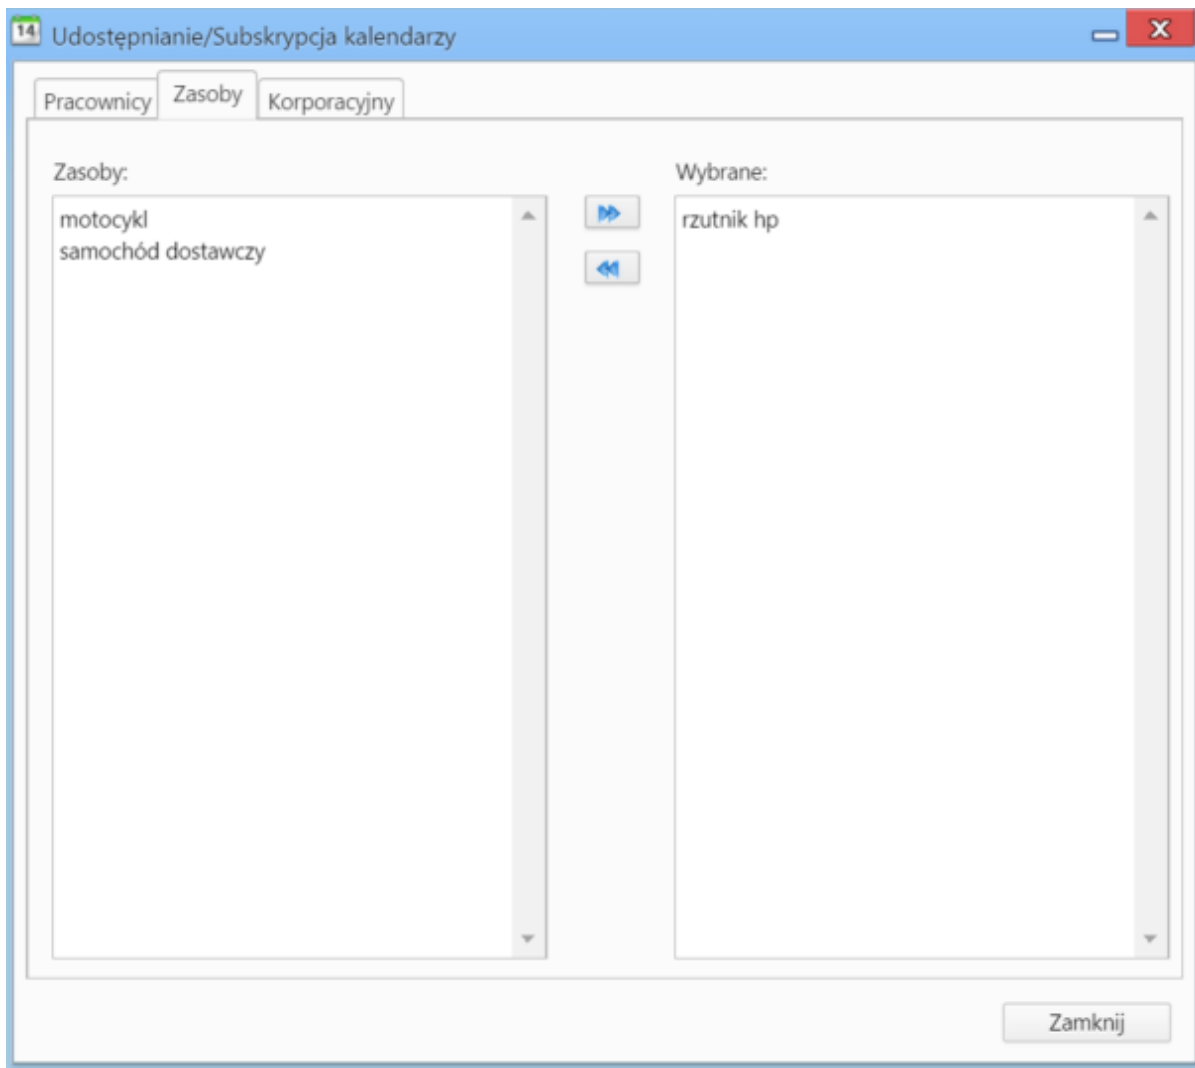 14 Udostępnianie/Subskrypcja kalendarzy
Pracownicy Zasoby Korporacyjny
Zasoby:
Wybrane:
motocykl
samochód dostawczy
rzutnik hp
Zamknij